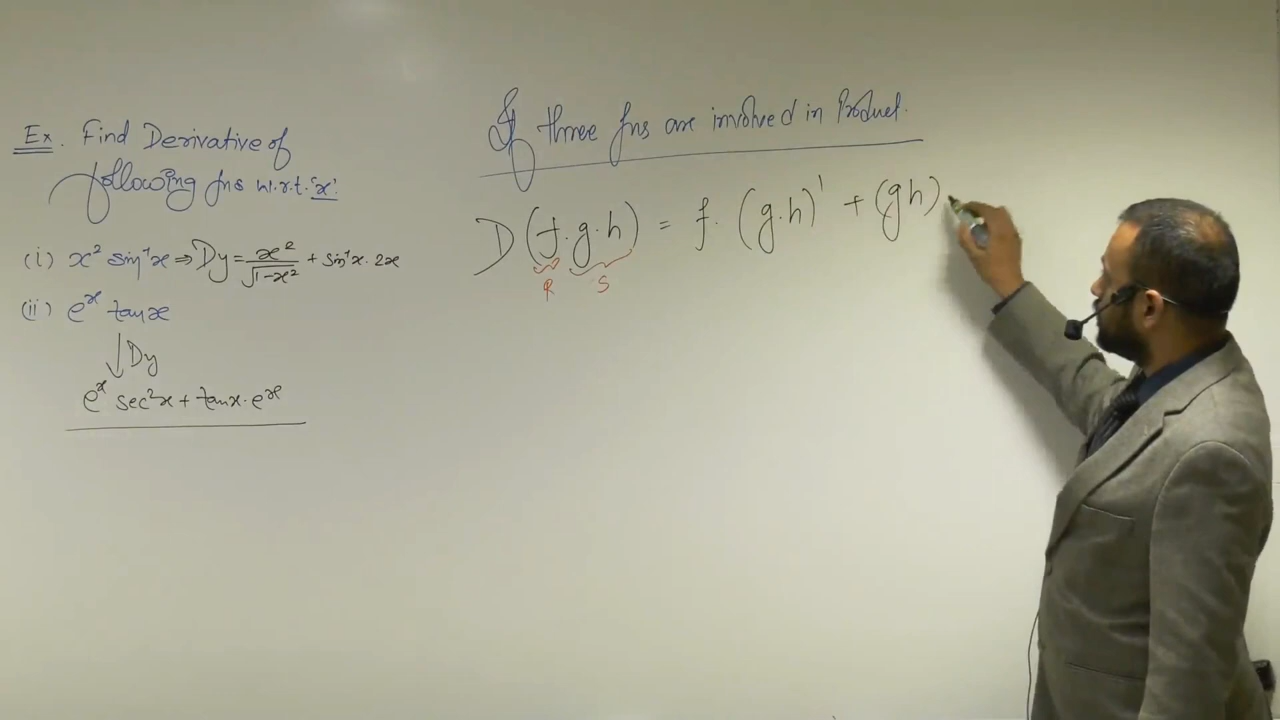 Ex. Find Derivative of
following fns w.r.t. 'x'.
(i) x² sin⁻¹x ⇒ Dy = x²/√(1-x²) + sin⁻¹x · 2x
(ii) eˣ tanx
↓ Dy
eˣ sec²x + tanx · eˣ
If three fns are involved in Product.
D (f·g·h) = f· (g·h)' + (gh)
R S